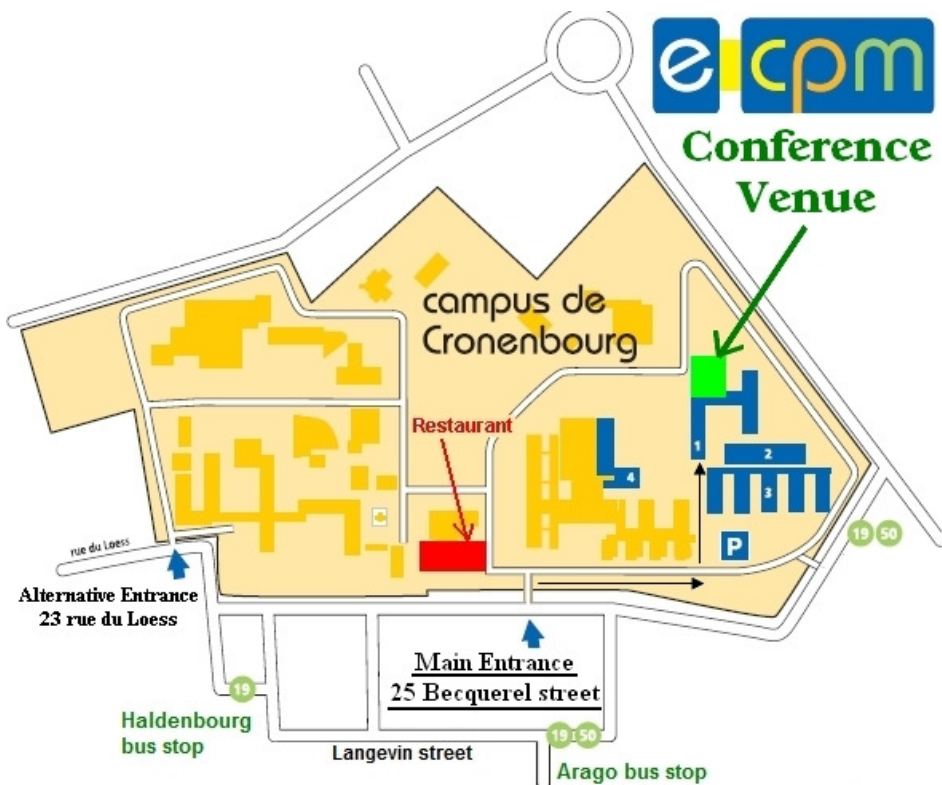 e cpm
Conference
Venue
campus de
Cronenbourg
Restaurant
1
2
3
4
P
rue du Loess
19 50
Alternative Entrance
23 rue du Loess
Main Entrance
25 Becquerel street
19
Haldenbourg
bus stop
Langevin street
19 50
Arago bus stop